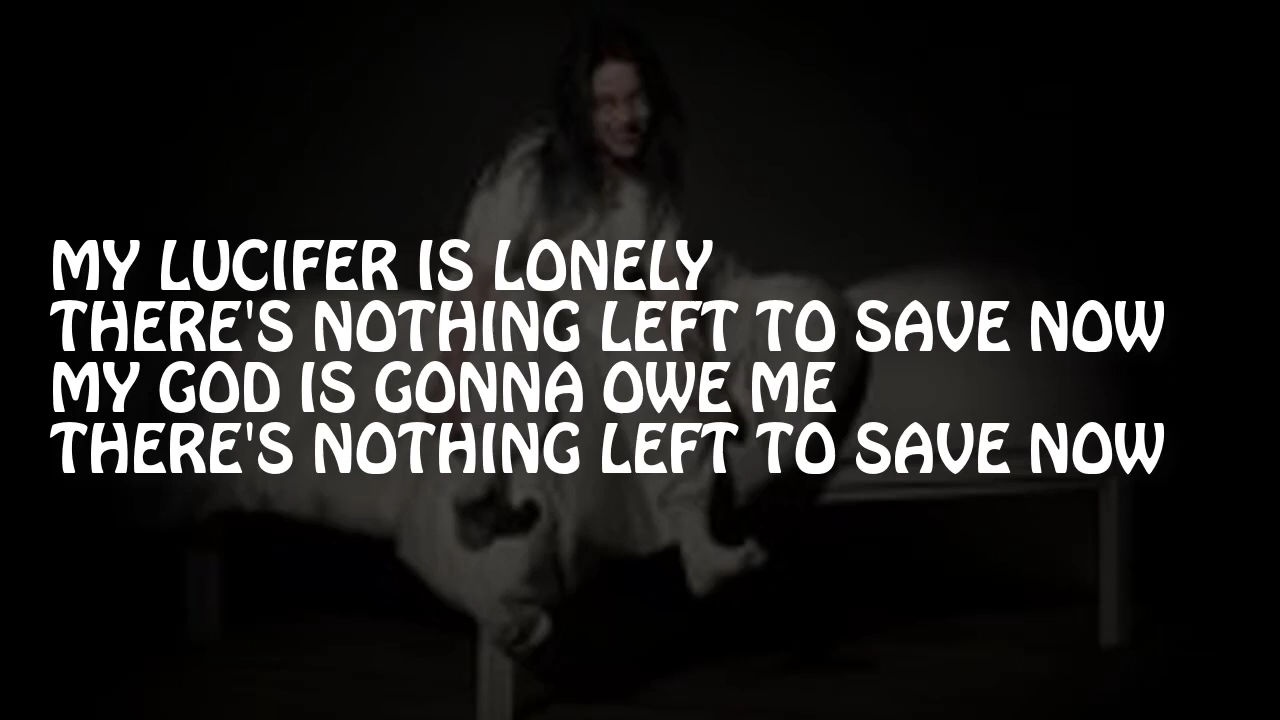 MY LUCIFER IS LONELY
THERE'S NOTHING LEFT TO SAVE NOW
MY GOD IS GONNA OWE ME
THERE'S NOTHING LEFT TO SAVE NOW